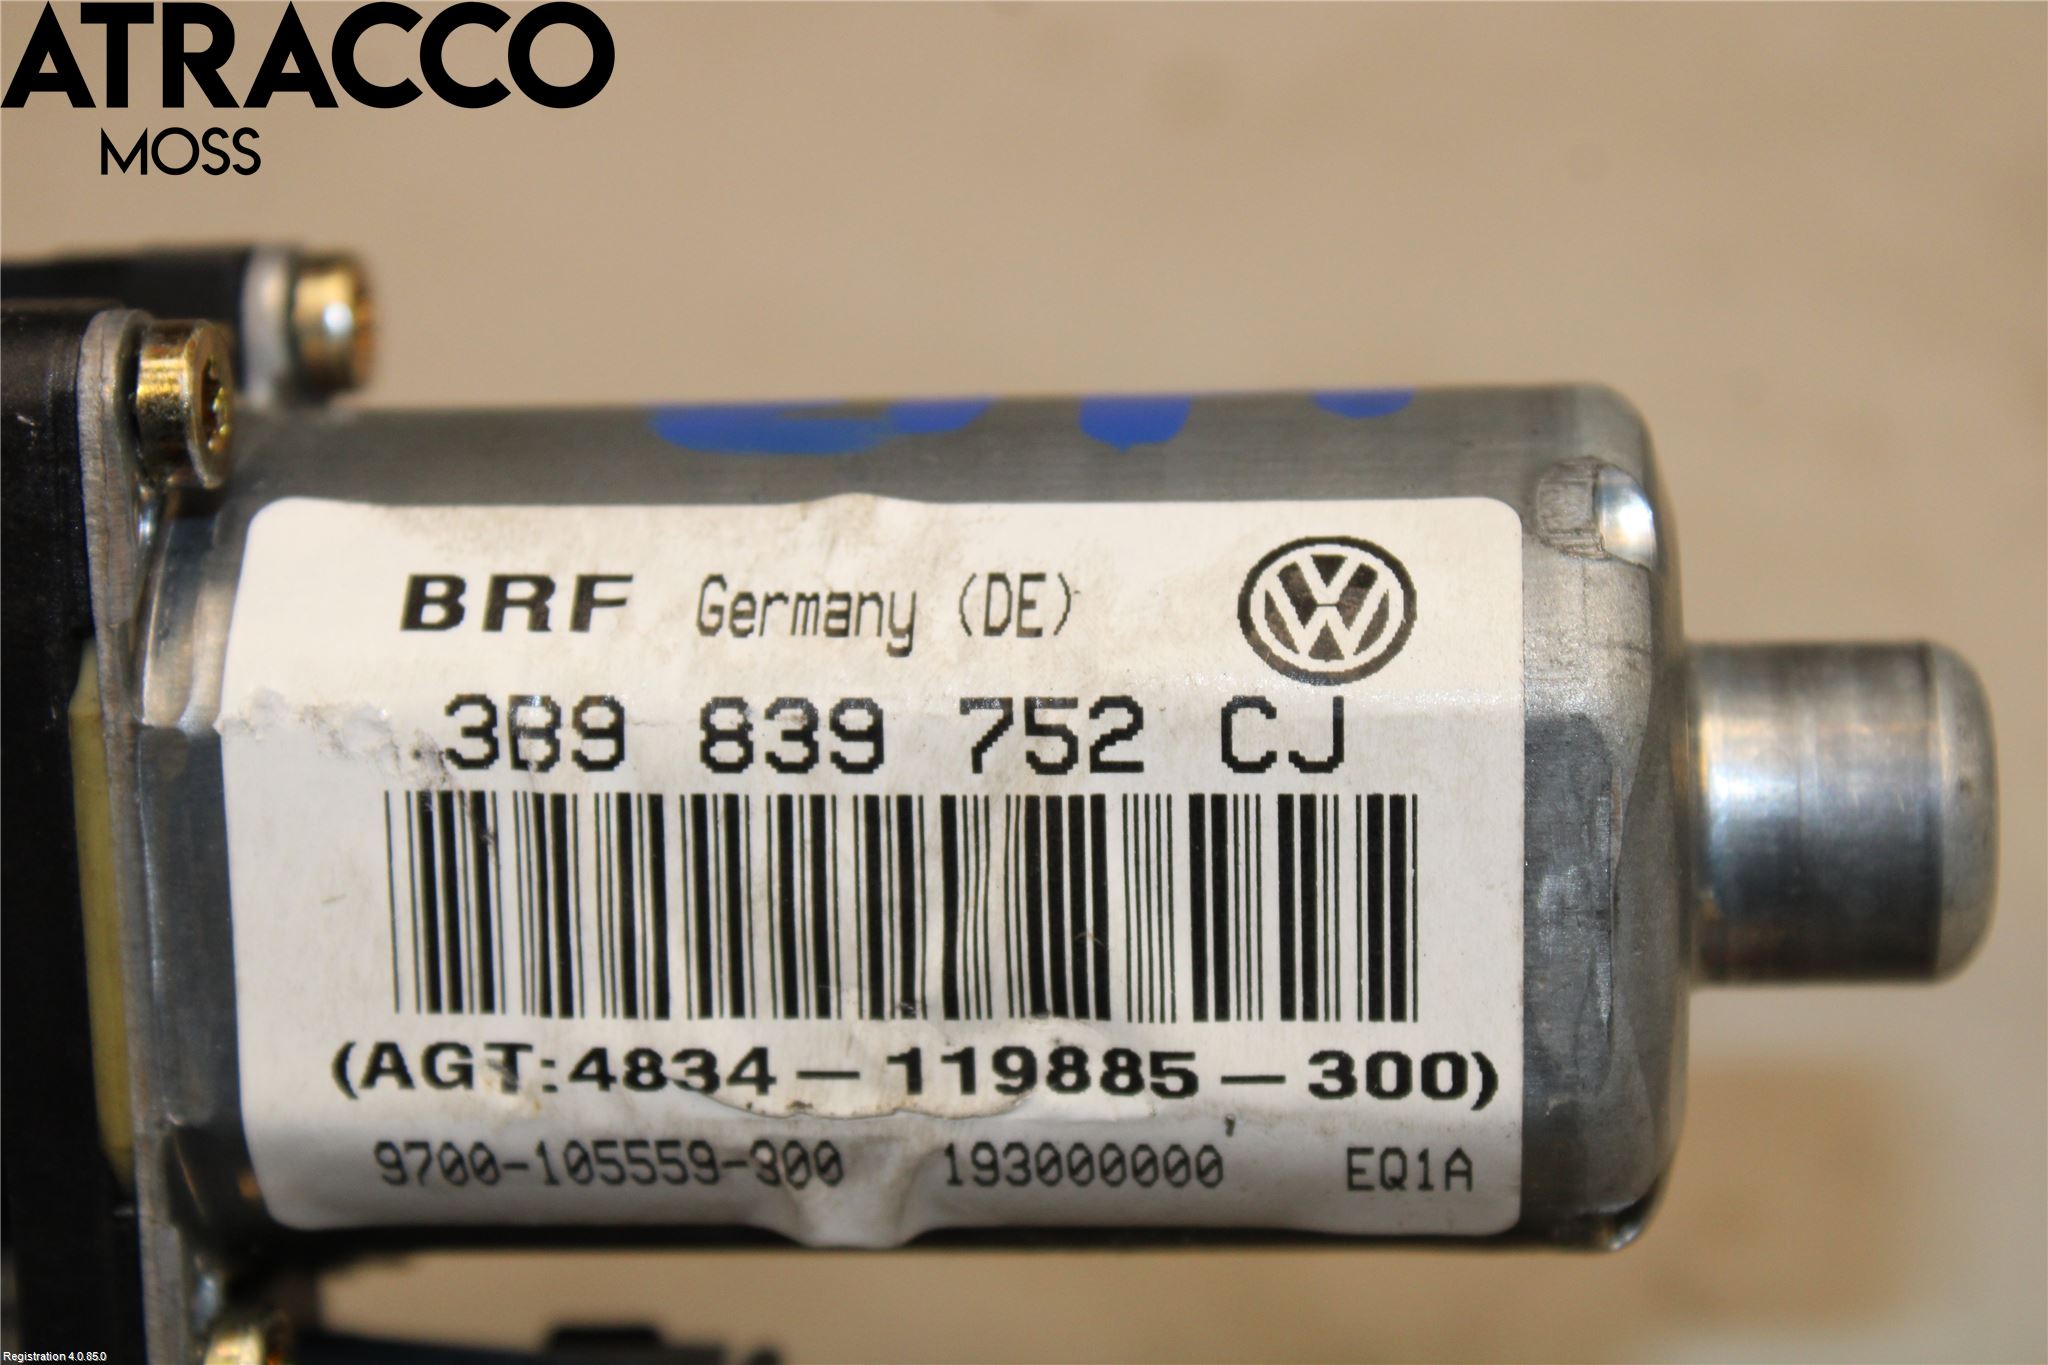 ATRACCO
MOSS
BRF Germany (DE)
3B9 839 752 CJ
(AGT:4834-119885-300)
9700-105559-300 193000000 EQ1A
Registration 4.0.85.0